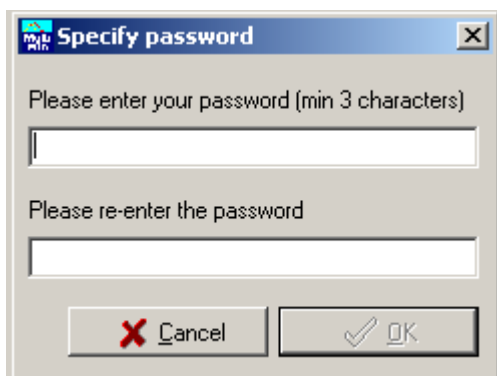 Specify password
Please enter your password (min 3 characters)
Please re-enter the password
Cancel
OK